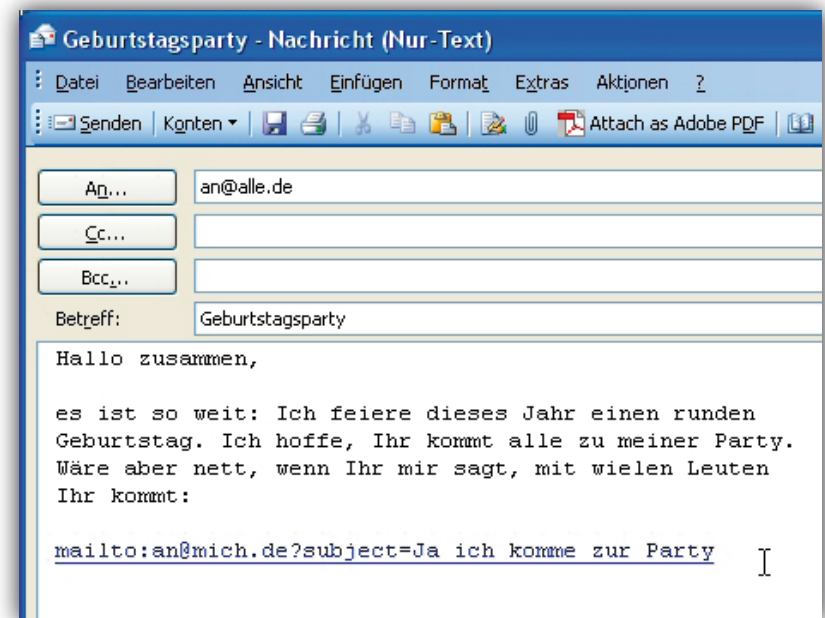 Geburtstagsparty - Nachricht (Nur-Text)
Datei Bearbeiten Ansicht Einfügen Format Extras Aktionen ?
Senden Konten Attach as Adobe PDF
An... an@alle.de
Cc...
Bcc...
Betreff: Geburtstagsparty
Hallo zusammen,
es ist so weit: Ich feiere dieses Jahr einen runden
Geburtstag. Ich hoffe, Ihr kommt alle zu meiner Party.
Wäre aber nett, wenn Ihr mir sagt, mit wielen Leuten
Ihr kommt:
mailto:an@mich.de?subject=Ja ich komme zur Party